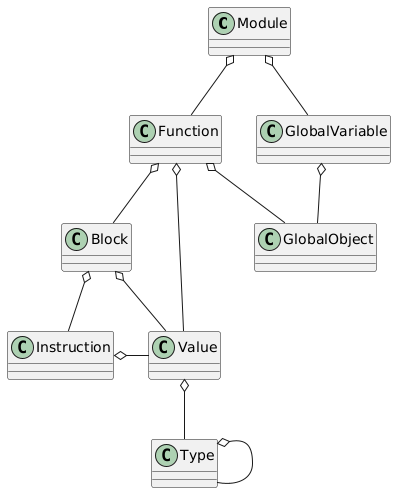 C Module
C Function
C GlobalVariable
C Block
C GlobalObject
C Instruction
C Value
C Type